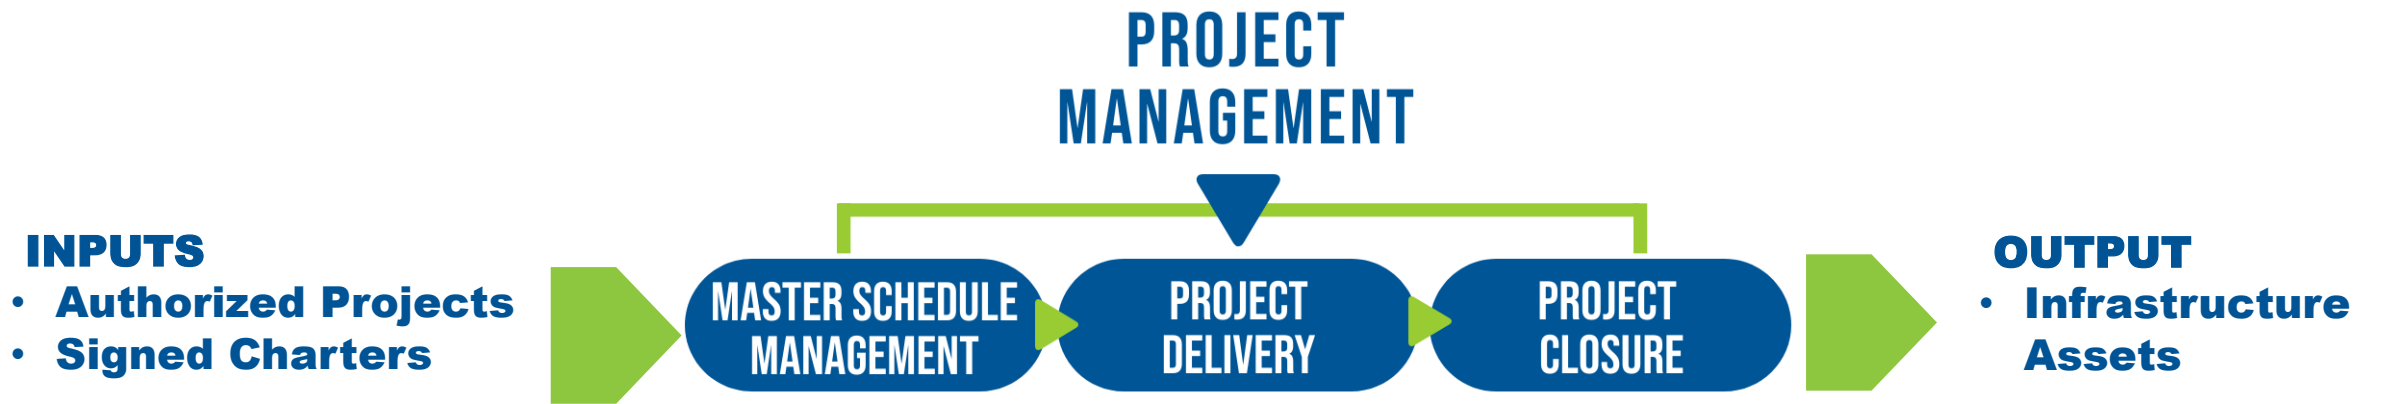 PROJECT
MANAGEMENT
INPUTS
• Authorized Projects
• Signed Charters
MASTER SCHEDULE
MANAGEMENT
PROJECT
DELIVERY
PROJECT
CLOSURE
OUTPUT
• Infrastructure
Assets